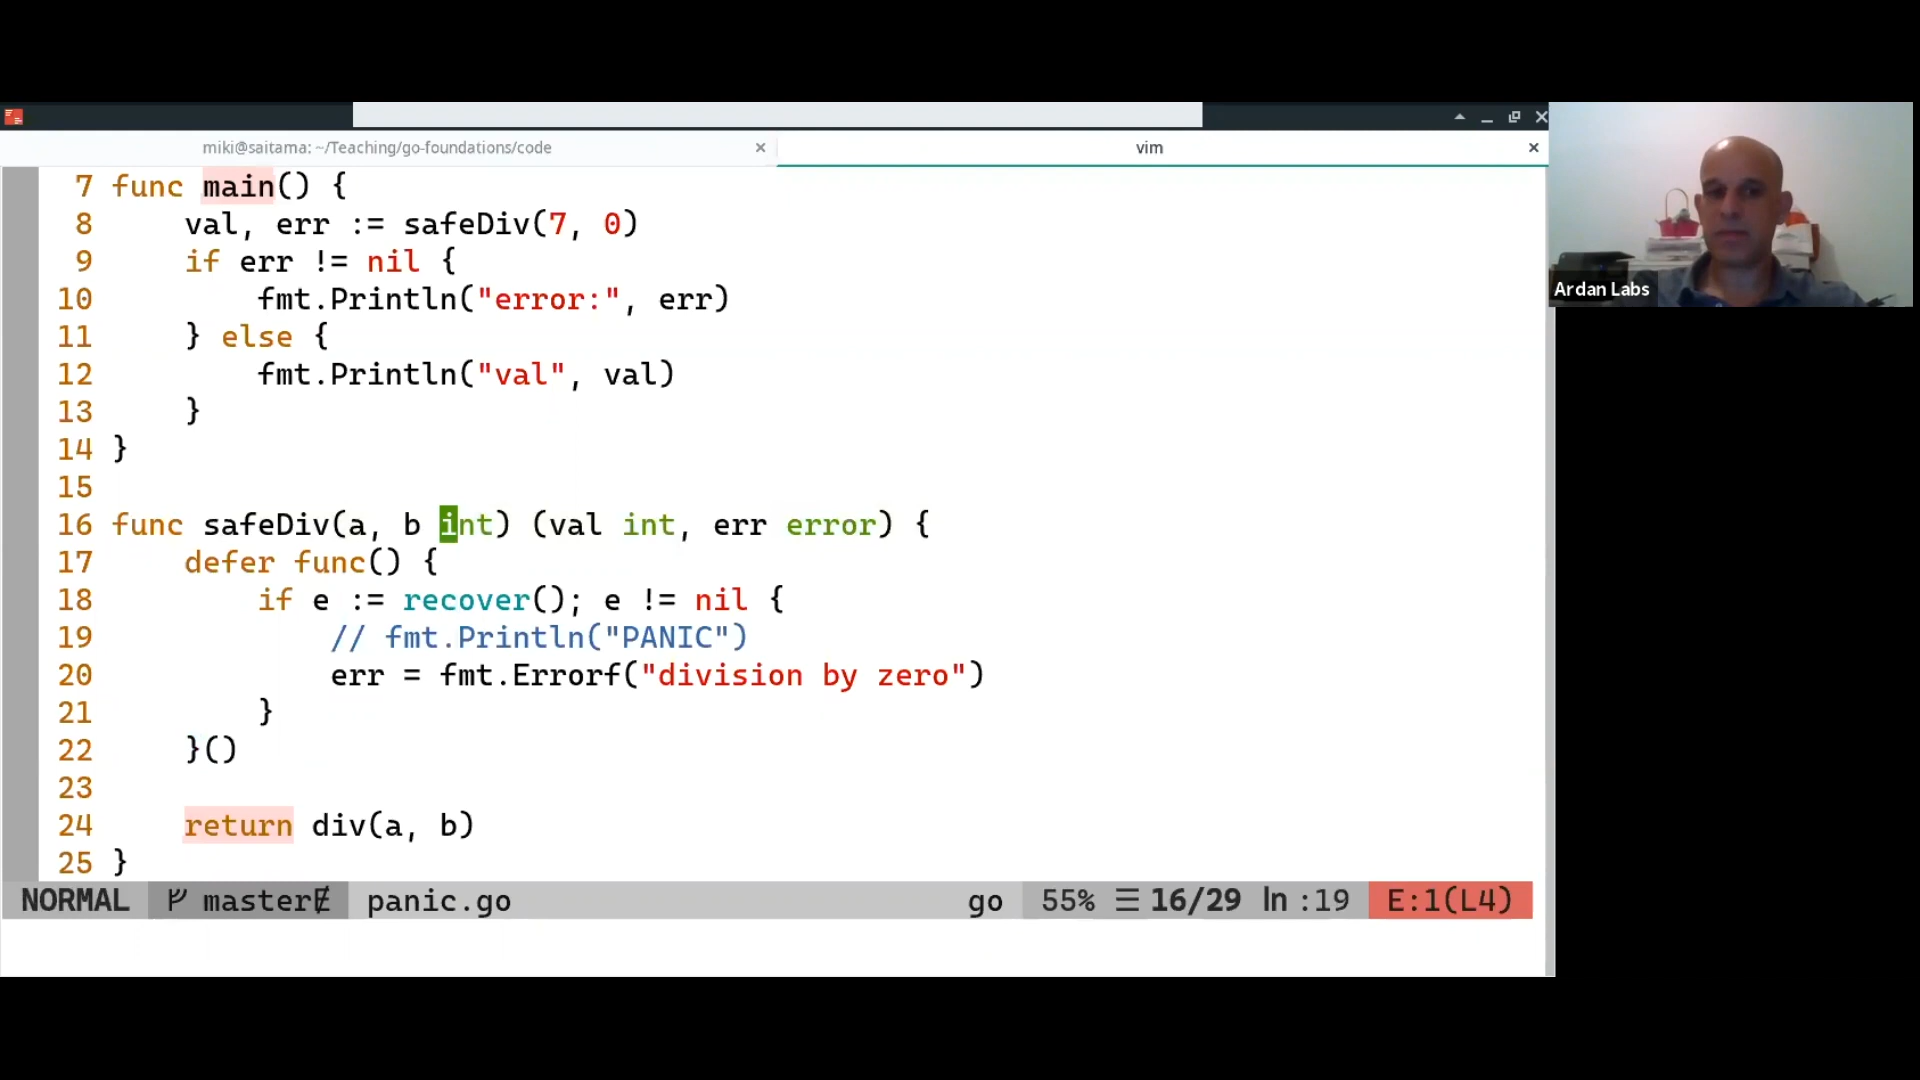 miki@saitama: ~/Teaching/go-foundations/code
vim
7 func main() {
8 val, err := safeDiv(7, 0)
9 if err != nil {
10 fmt.Println("error:", err)
11 } else {
12 fmt.Println("val", val)
13 }
14 }
15
16 func safeDiv(a, b int) (val int, err error) {
17 defer func() {
18 if e := recover(); e != nil {
19 // fmt.Println("PANIC")
20 err = fmt.Errorf("division by zero")
21 }
22 }()
23
24 return div(a, b)
25 }
NORMAL master panic.go go 55% ☰ 16/29 ln :19 E:1(L4)
Ardan Labs